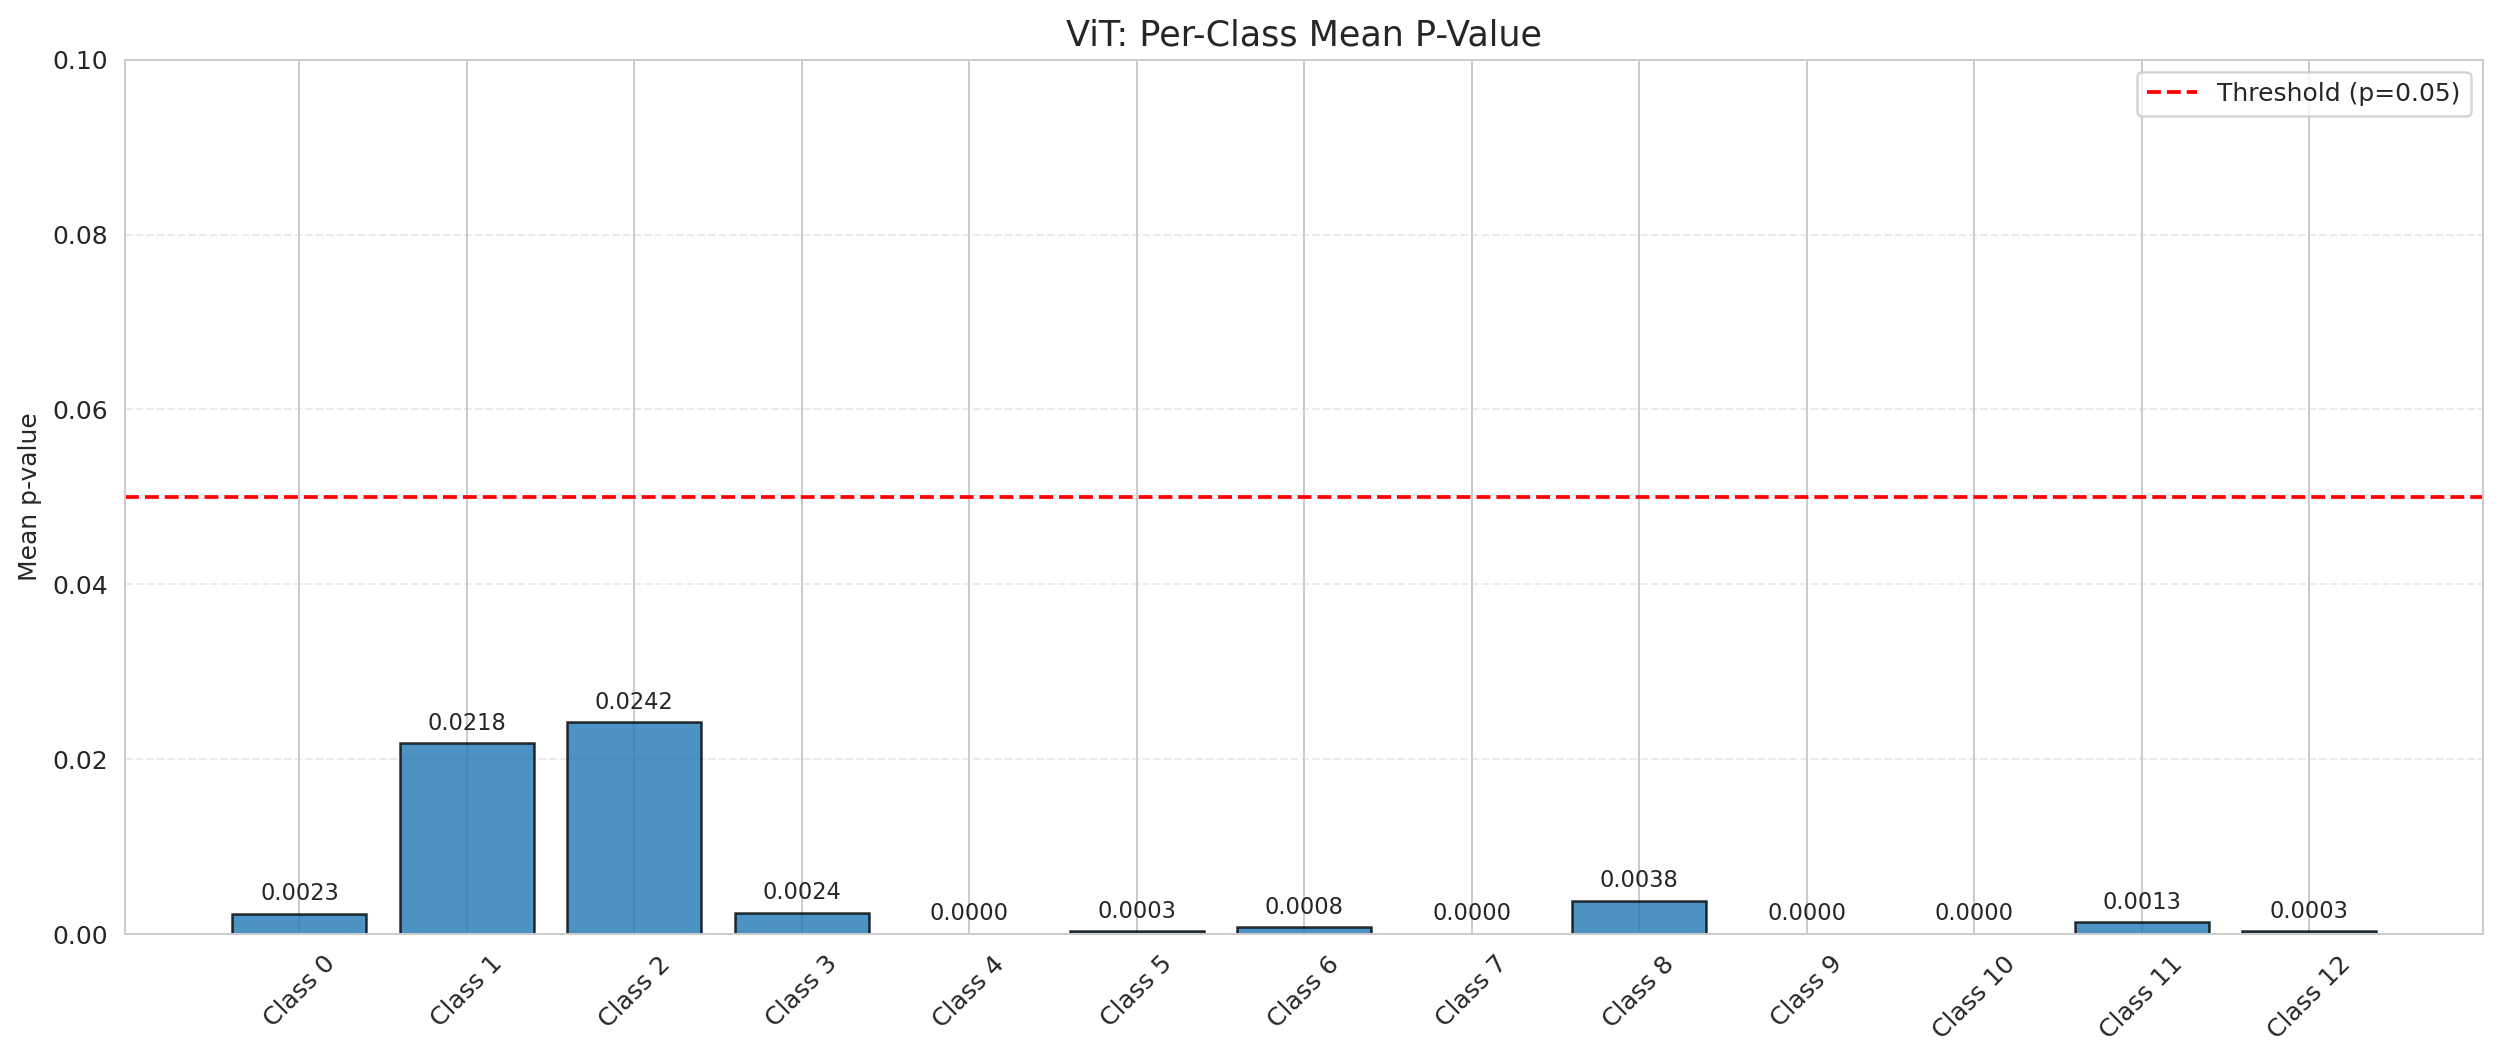 ViT: Per-Class Mean P-Value
Threshold (p=0.05)
Mean p-value
0.10
0.08
0.06
0.04
0.02
0.00
0.0023
0.0218
0.0242
0.0024
0.0000
0.0003
0.0008
0.0000
0.0038
0.0000
0.0000
0.0013
0.0003
Class 0
Class 1
Class 2
Class 3
Class 4
Class 5
Class 6
Class 7
Class 8
Class 9
Class 10
Class 11
Class 12